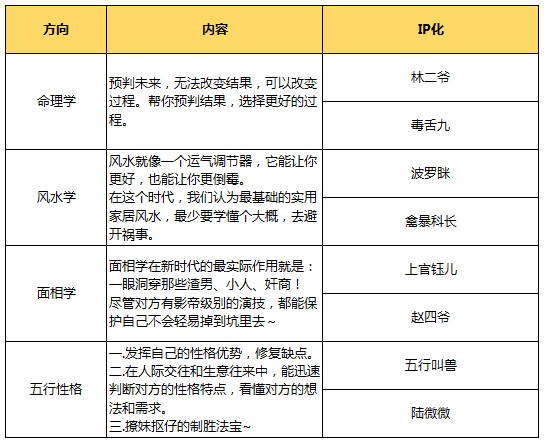 方向 内容 IP化
命理学
预判未来，无法改变结果，可以改变
过程。帮你预判结果，选择更好的过
程。
林二爷
毒舌九
风水学
风水就像一个运气调节器，它能让你
更好，也能让你更倒霉。
在这个时代，我们认为最基础的实用
家居风水，最少要学懂个大概，去避
开祸事。
波罗眯
龛暴科长
面相学
面相学在新时代的最实际作用就是：
一眼洞穿那些渣男、小人、奸商！
尽管对方有影帝级别的演技，都能保
护自己不会轻易掉到坑里去～
上官钰儿
赵四爷
五行性格
一.发挥自己的性格优势，修复缺点。
二.在人际交往和生意往来中，能迅速
判断对方的性格特点，看懂对方的想
法和需求。
三.撩妹抠仔的制胜法宝~
五行叫兽
陆微微